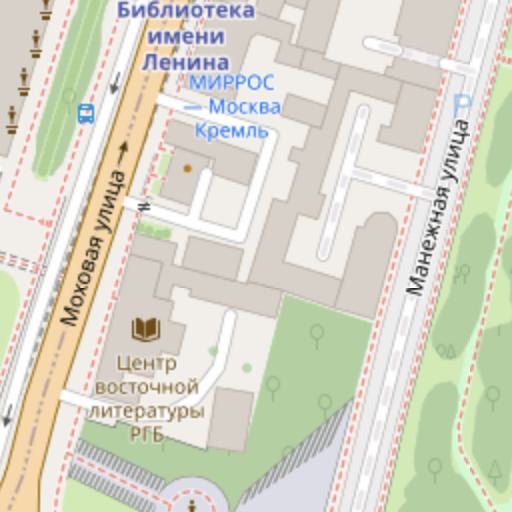 Библиотека
имени
Ленина
МИРРОС
— Москва
Кремль
P
Моховая улица →
Манежная улица
Центр
восточной
литературы
РГБ